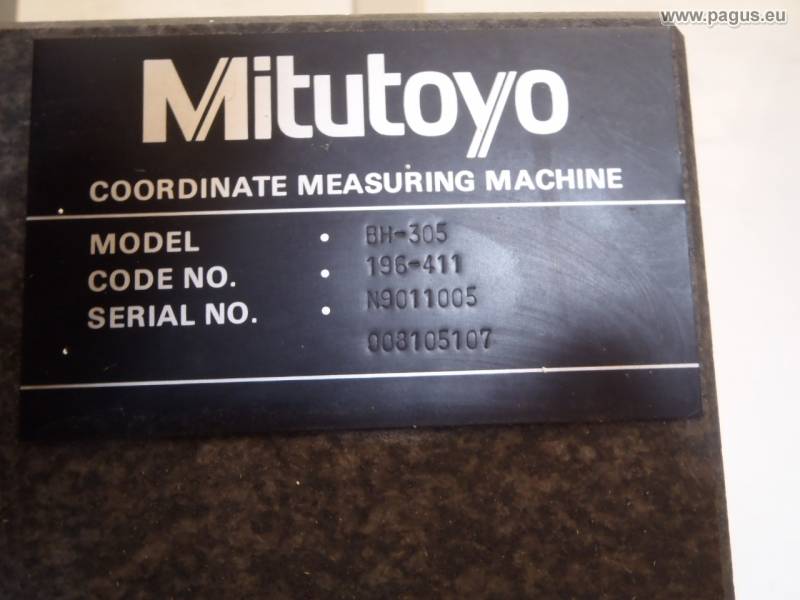 www.pagus.eu
Mitutoyo
COORDINATE MEASURING MACHINE
MODEL • BH-305
CODE NO. • 196-411
SERIAL NO. • N9011005
008105107